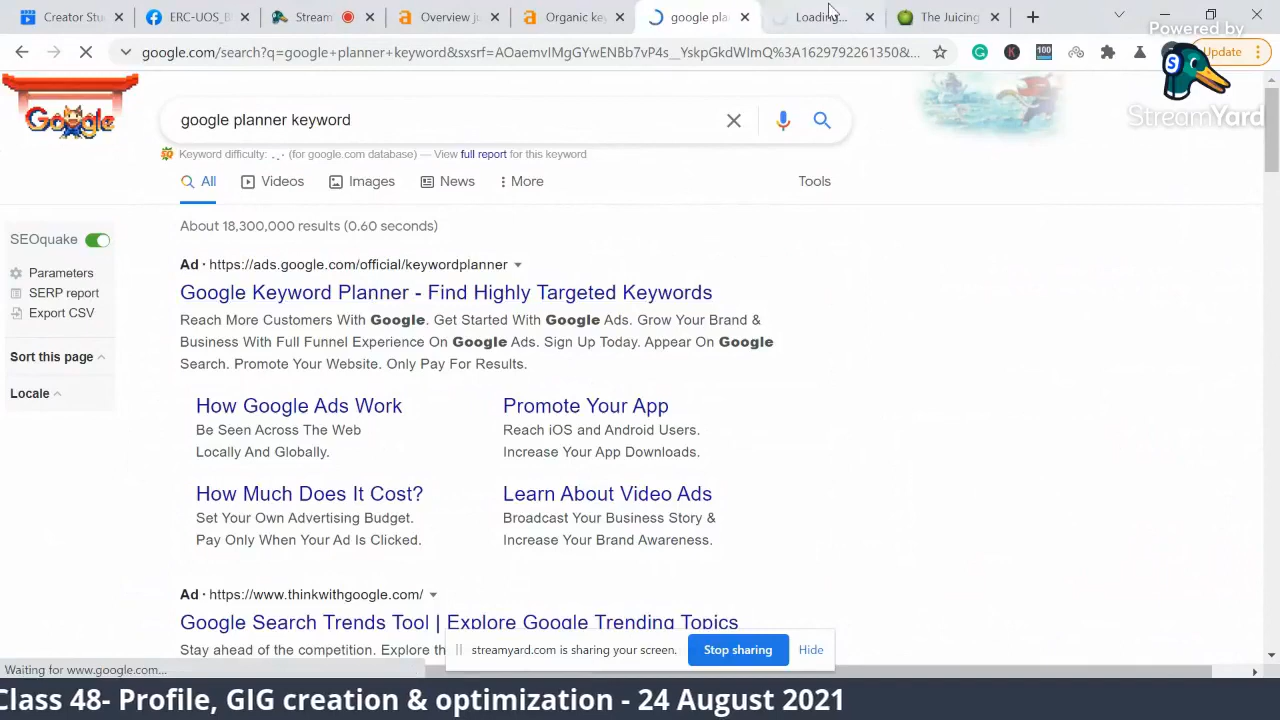 Creator Stu
ERC-UOS_B
Stream
Overview ju
Organic ke
google pla
Loading...
The Juicing
google.com/search?q=google+planner+keyword&sxsrf=AOaemvIMgGYwENBb7vP4s_YskpGkdWImQ%3A1629792261350&...
100
Update
Powered by
StreamYard
Google
google planner keyword
Keyword difficulty: ... (for google.com database) — View full report for this keyword
All
Videos
Images
News
More
Tools
About 18,300,000 results (0.60 seconds)
SEOquake
Parameters
SERP report
Export CSV
Sort this page
Locale
Ad · https://ads.google.com/official/keywordplanner
Google Keyword Planner - Find Highly Targeted Keywords
Reach More Customers With Google. Get Started With Google Ads. Grow Your Brand &
Business With Full Funnel Experience On Google Ads. Sign Up Today. Appear On Google
Search. Promote Your Website. Only Pay For Results.
How Google Ads Work
Be Seen Across The Web
Locally And Globally.
Promote Your App
Reach iOS and Android Users.
Increase Your App Downloads.
How Much Does It Cost?
Set Your Own Advertising Budget.
Pay Only When Your Ad Is Clicked.
Learn About Video Ads
Broadcast Your Business Story &
Increase Your Brand Awareness.
Ad · https://www.thinkwithgoogle.com/
Google Search Trends Tool | Explore Google Trending Topics
Stay ahead of the competition. Explore th
streamyard.com is sharing your screen.
Stop sharing
Hide
Waiting for www.google.com...
Class 48- Profile, GIG creation & optimization - 24 August 2021